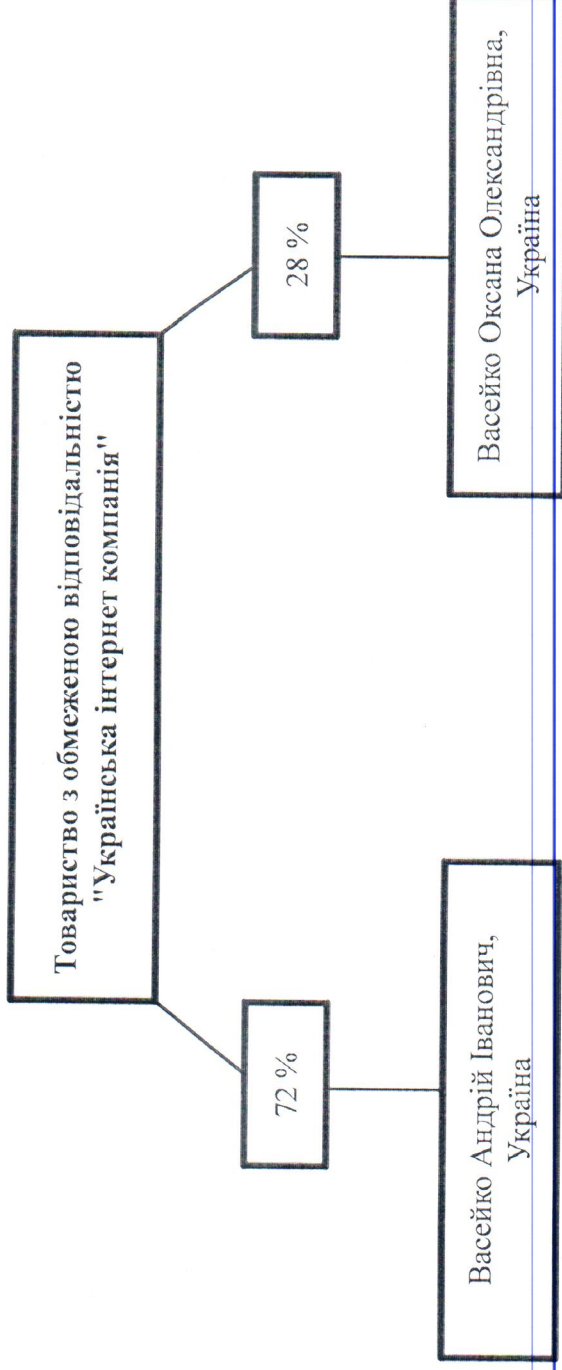 Товариство з обмеженою відповідальністю
"Українська інтернет компанія"
72 %
28 %
Васейко Андрій Іванович,
Україна
Васейко Оксана Олександрівна,
Україна